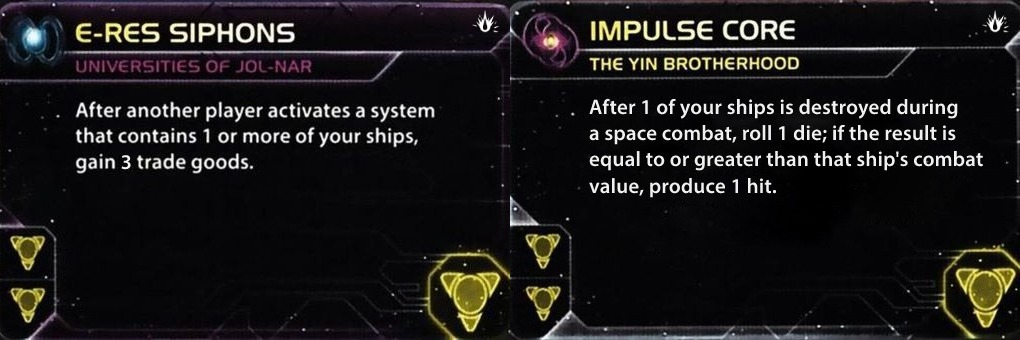 E-RES SIPHONS
UNIVERSITIES OF JOL-NAR
After another player activates a system
that contains 1 or more of your ships,
gain 3 trade goods.
IMPULSE CORE
THE YIN BROTHERHOOD
After 1 of your ships is destroyed during
a space combat, roll 1 die; if the result is
equal to or greater than that ship's combat
value, produce 1 hit.